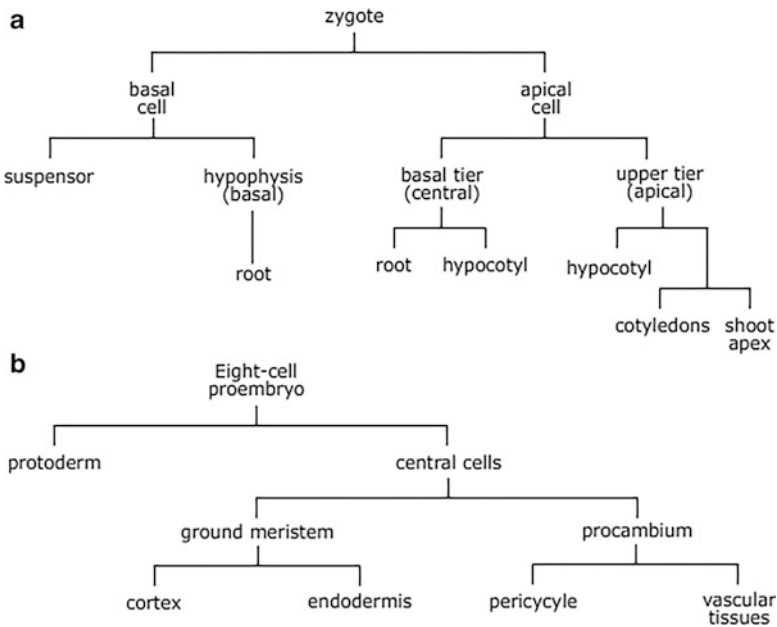 a
zygote
basal
cell
apical
cell
suspensor
hypophysis
(basal)
basal tier
(central)
upper tier
(apical)
root
root
hypocotyl
hypocotyl
cotyledons
shoot
apex
b
Eight-cell
proembryo
protoderm
central cells
ground meristem
procambium
cortex
endodermis
pericycyle
vascular
tissues